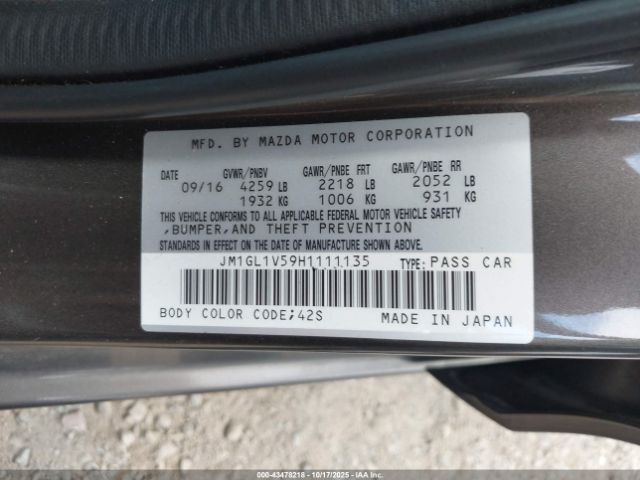 MFD. BY MAZDA MOTOR CORPORATION
DATE GVWR/PNBV GAWR/PNBE FRT GAWR/PNBE RR
09/16 4259 LB 2218 LB 2052 LB
1932 KG 1006 KG 931 KG
THIS VEHICLE CONFORMS TO ALL APPLICABLE FEDERAL MOTOR VEHICLE SAFETY
,BUMPER,AND THEFT PREVENTION
STANDARDS IN EFFECT ON THE DATE OF MANUFACTURE SHOWN ABOVE.
JM1GL1V59H1111135 TYPE: PASS CAR
BODY COLOR CODE;42S MADE IN JAPAN
000-43478218 - 10/17/2025 - IAAI.COM